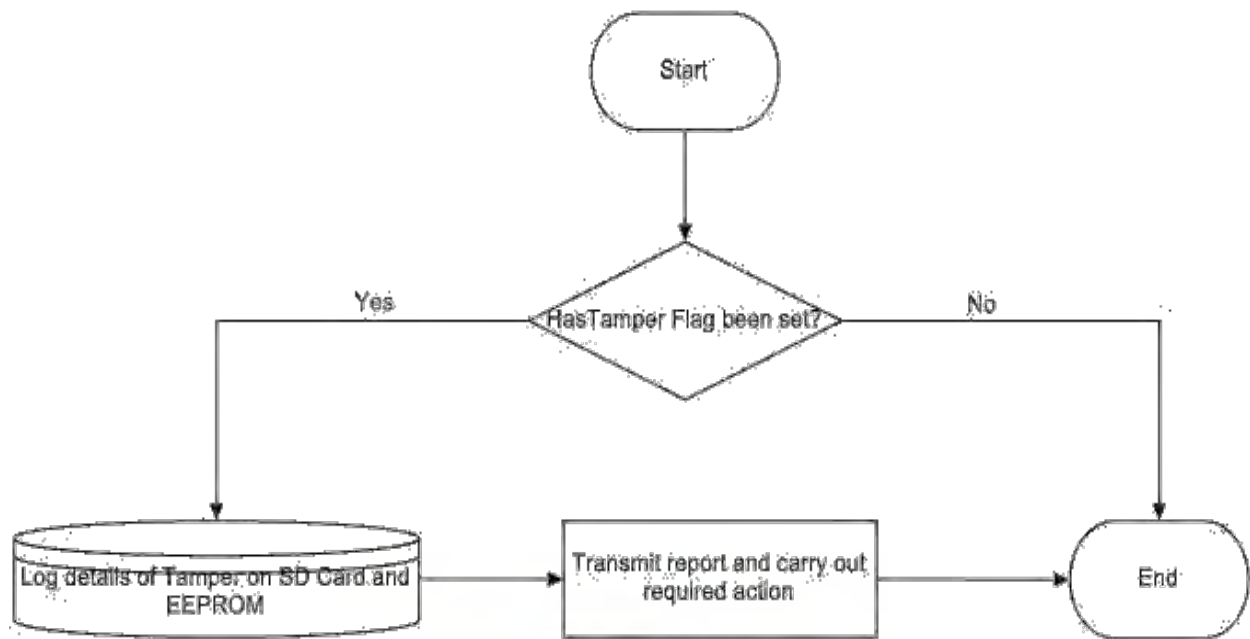 Start
Yes
HasTamper Flag been set?
No
Log details of Tamper on SD Card and
EEPROM
Transmit report and carry out
required action
End